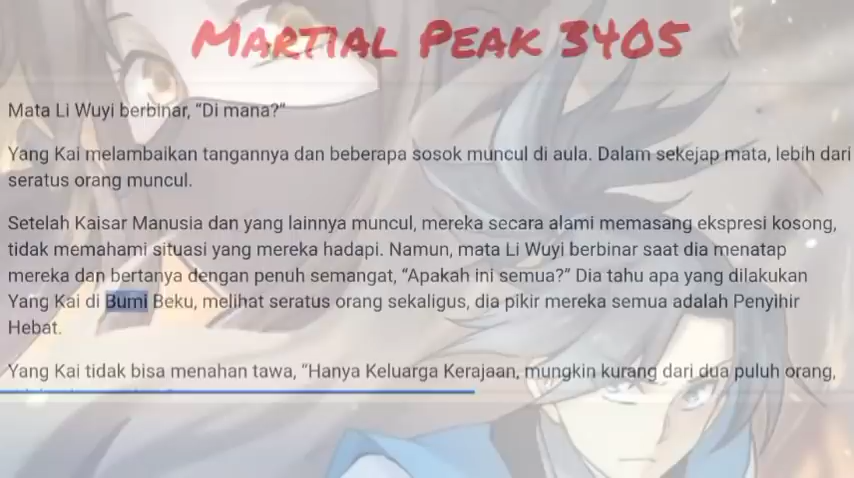 MARTIAL PEAK 3405
Mata Li Wuyi berbinar, “Di mana?”
Yang Kai melambaikan tangannya dan beberapa sosok muncul di aula. Dalam sekejap mata, lebih dari
seratus orang muncul.
Setelah Kaisar Manusia dan yang lainnya muncul, mereka secara alami memasang ekspresi kosong,
tidak memahami situasi yang mereka hadapi. Namun, mata Li Wuyi berbinar saat dia menatap
mereka dan bertanya dengan penuh semangat, “Apakah ini semua?” Dia tahu apa yang dilakukan
Yang Kai di Bumi Beku, melihat seratus orang sekaligus, dia pikir mereka semua adalah Penyihir
Hebat.
Yang Kai tidak bisa menahan tawa, “Hanya Keluarga Kerajaan, mungkin kurang dari dua puluh orang,